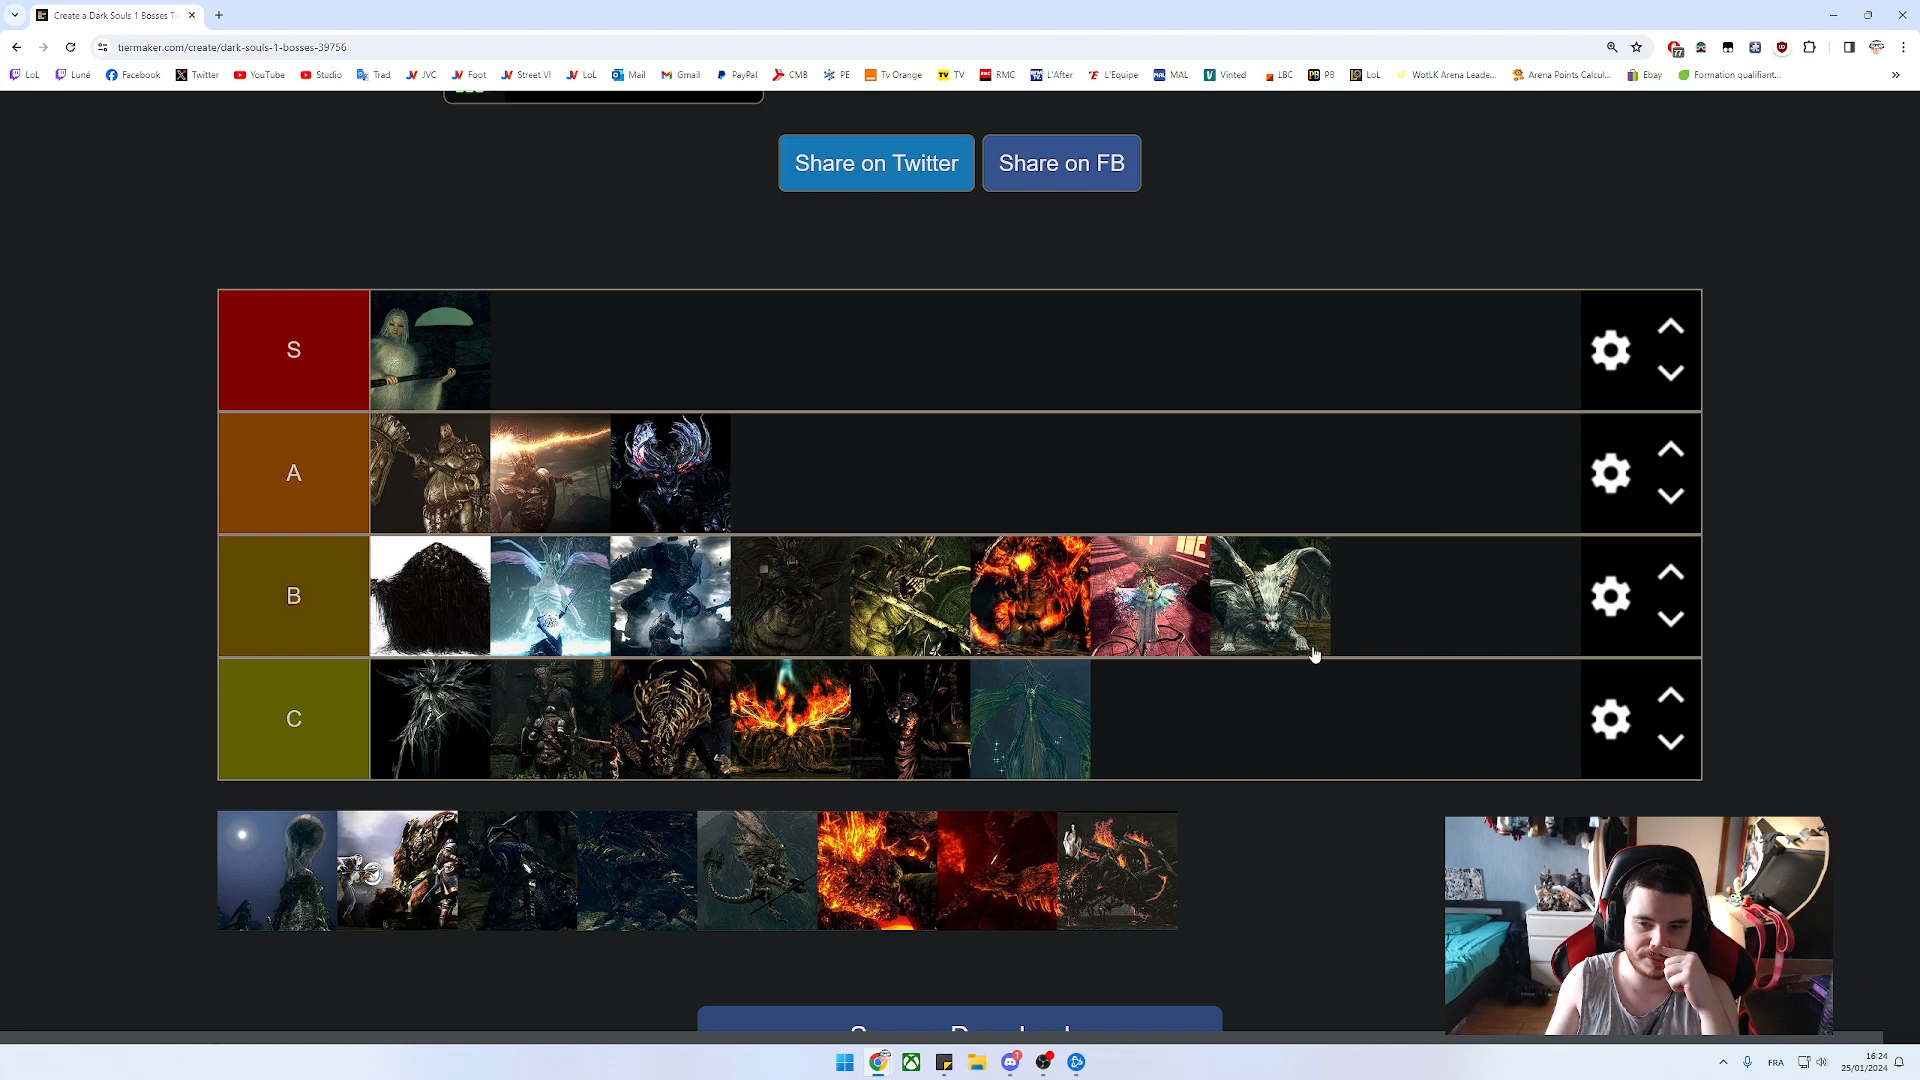 Create a Dark Souls 1 Bosses Ti
tiermaker.com/create/dark-souls-1-bosses-39756
77
LoL Luné Facebook Twitter YouTube Studio Trad JVC Foot Street VI LoL Mail Gmail PayPal CMB PE Tv Orange TV RMC L'After L'Equipe MAL Vinted LBC PB LoL WotLK Arena Leade... Arena Points Calcul... Ebay Formation qualifiant...
Share on Twitter Share on FB
S
A
B
C
FRA
16:24
25/01/2024